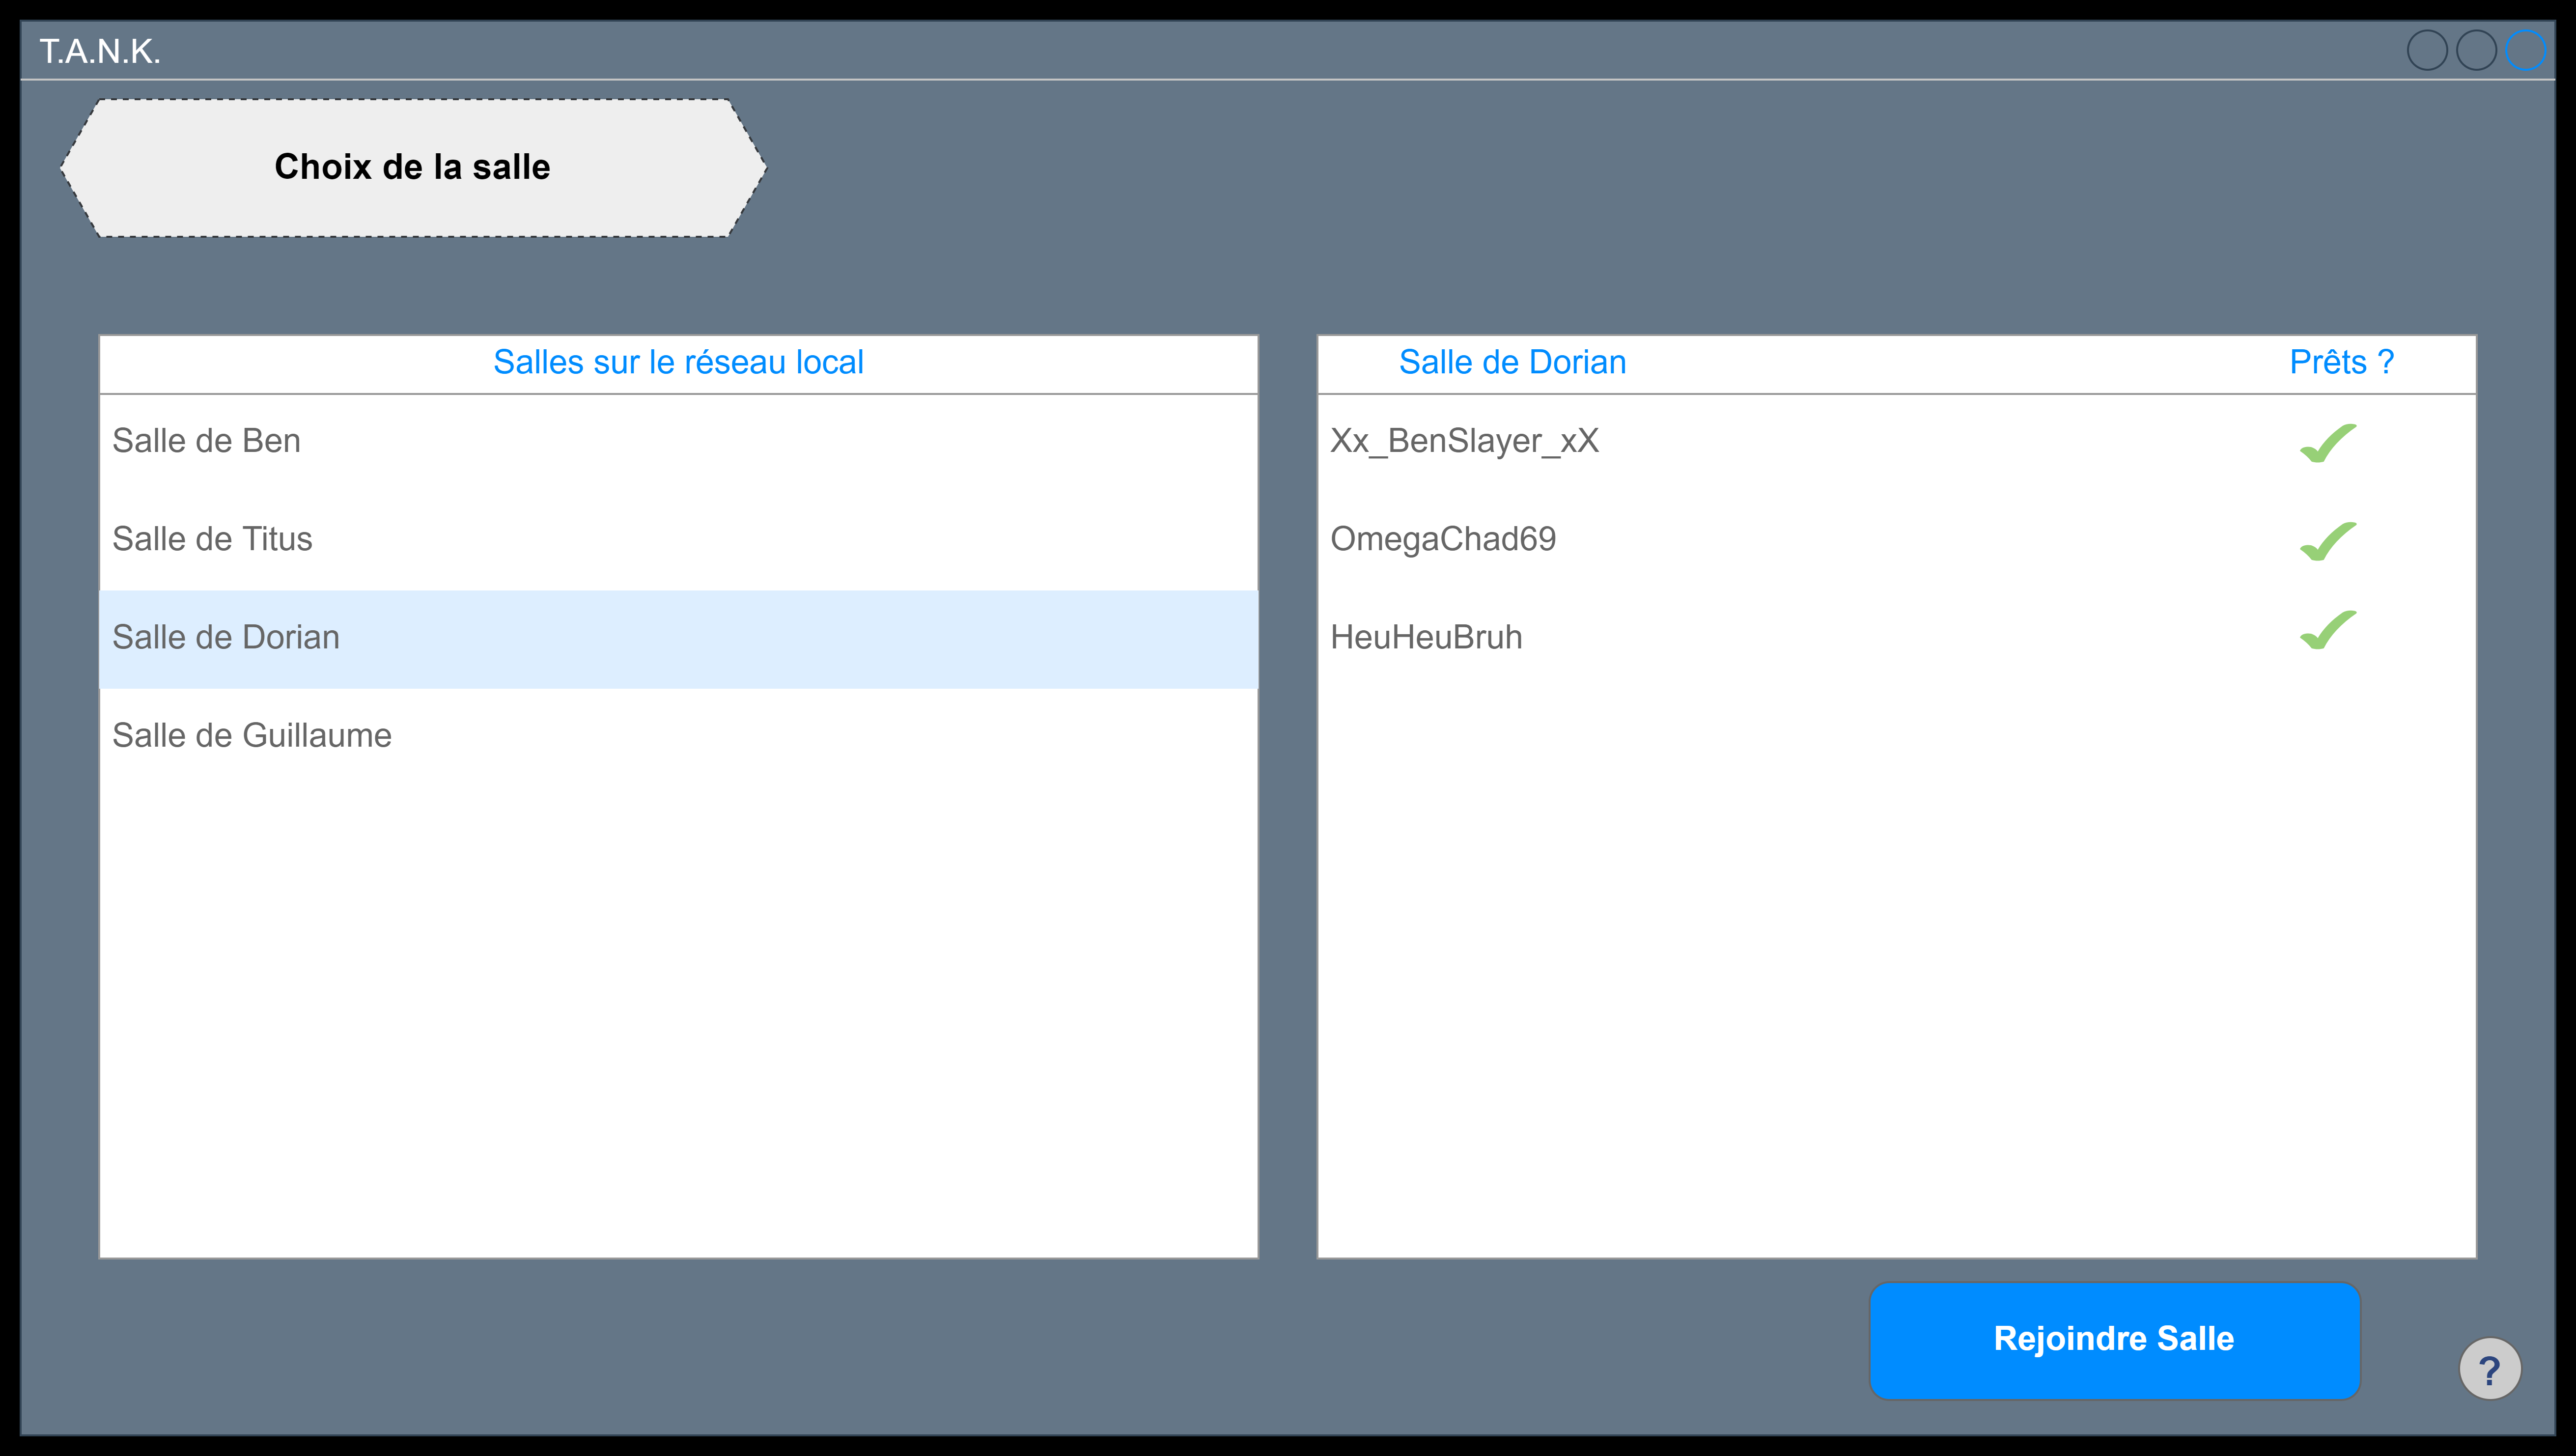 T.A.N.K.
Choix de la salle
Salles sur le réseau local
Salle de Ben
Salle de Titus
Salle de Dorian
Salle de Guillaume
Salle de Dorian Prêts ?
Xx_BenSlayer_xX
OmegaChad69
HeuHeuBruh
Rejoindre Salle
?